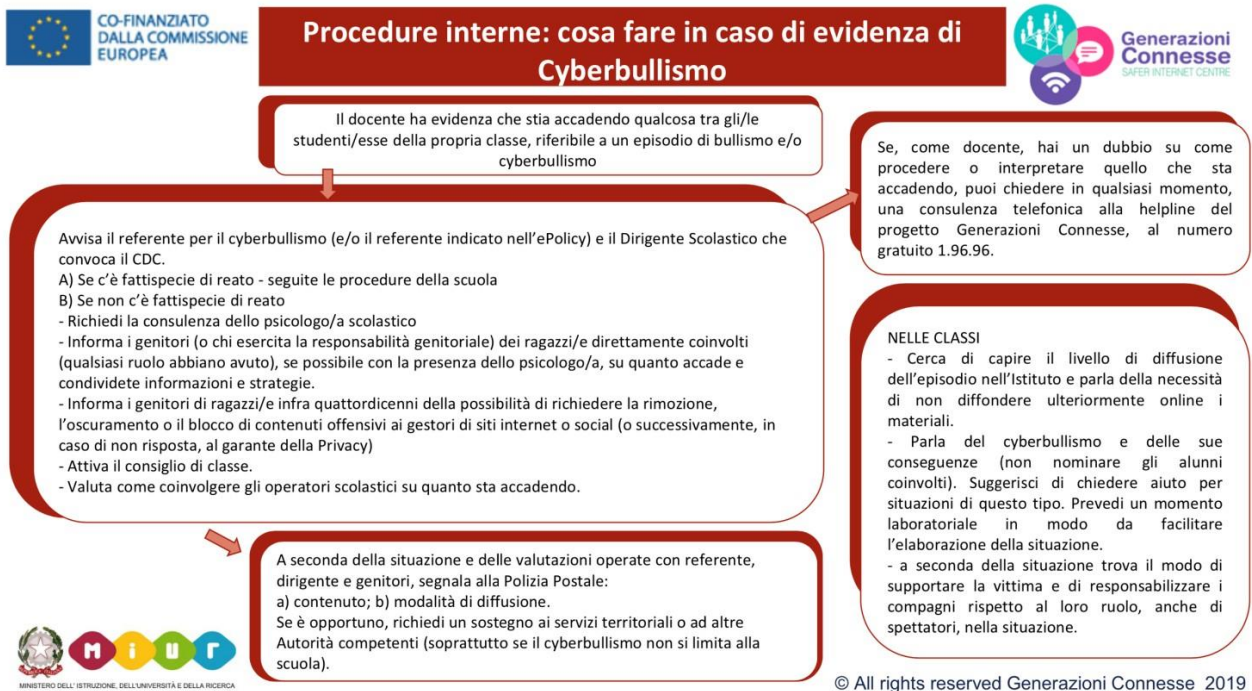 CO-FINANZIATO
DALLA COMMISSIONE
EUROPEA
Procedure interne: cosa fare in caso di evidenza di
Cyberbullismo
Generazioni
Connesse
SAFER INTERNET CENTRE
Il docente ha evidenza che stia accadendo qualcosa tra gli/le
studenti/esse della propria classe, riferibile a un episodio di bullismo e/o
cyberbullismo
Se, come docente, hai un dubbio su come
procedere o interpretare quello che sta
accadendo, puoi chiedere in qualsiasi momento,
una consulenza telefonica alla helpline del
progetto Generazioni Connesse, al numero
gratuito 1.96.96.
Avvisa il referente per il cyberbullismo (e/o il referente indicato nell'ePolicy) e il Dirigente Scolastico che
convoca il CDC.
A) Se c'è fattispecie di reato - seguite le procedure della scuola
B) Se non c'è fattispecie di reato
- Richiedi la consulenza dello psicologo/a scolastico
- Informa i genitori (o chi esercita la responsabilità genitoriale) dei ragazzi/e direttamente coinvolti
(qualsiasi ruolo abbiano avuto), se possibile con la presenza dello psicologo/a, su quanto accade e
condividete informazioni e strategie.
- Informa i genitori di ragazzi/e infra quattordicenni della possibilità di richiedere la rimozione,
l'oscuramento o il blocco di contenuti offensivi ai gestori di siti internet o social (o successivamente, in
caso di non risposta, al garante della Privacy)
- Attiva il consiglio di classe.
- Valuta come coinvolgere gli operatori scolastici su quanto sta accadendo.
NELLE CLASSI
- Cerca di capire il livello di diffusione
dell'episodio nell'Istituto e parla della necessità
di non diffondere ulteriormente online i
materiali.
- Parla del cyberbullismo e delle sue
conseguenze (non nominare gli alunni
coinvolti). Suggerisci di chiedere aiuto per
situazioni di questo tipo. Prevedi un momento
laboratoriale in modo da facilitare
l'elaborazione della situazione.
- a seconda della situazione trova il modo di
supportare la vittima e di responsabilizzare i
compagni rispetto al loro ruolo, anche di
spettatori, nella situazione.
A seconda della situazione e delle valutazioni operate con referente,
dirigente e genitori, segnala alla Polizia Postale:
a) contenuto; b) modalità di diffusione.
Se è opportuno, richiedi un sostegno ai servizi territoriali o ad altre
Autorità competenti (soprattutto se il cyberbullismo non si limita alla
scuola).
MIUR
MINISTERO DELL' ISTRUZIONE, DELL'UNIVERSITÀ E DELLA RICERCA
© All rights reserved Generazioni Connesse 2019